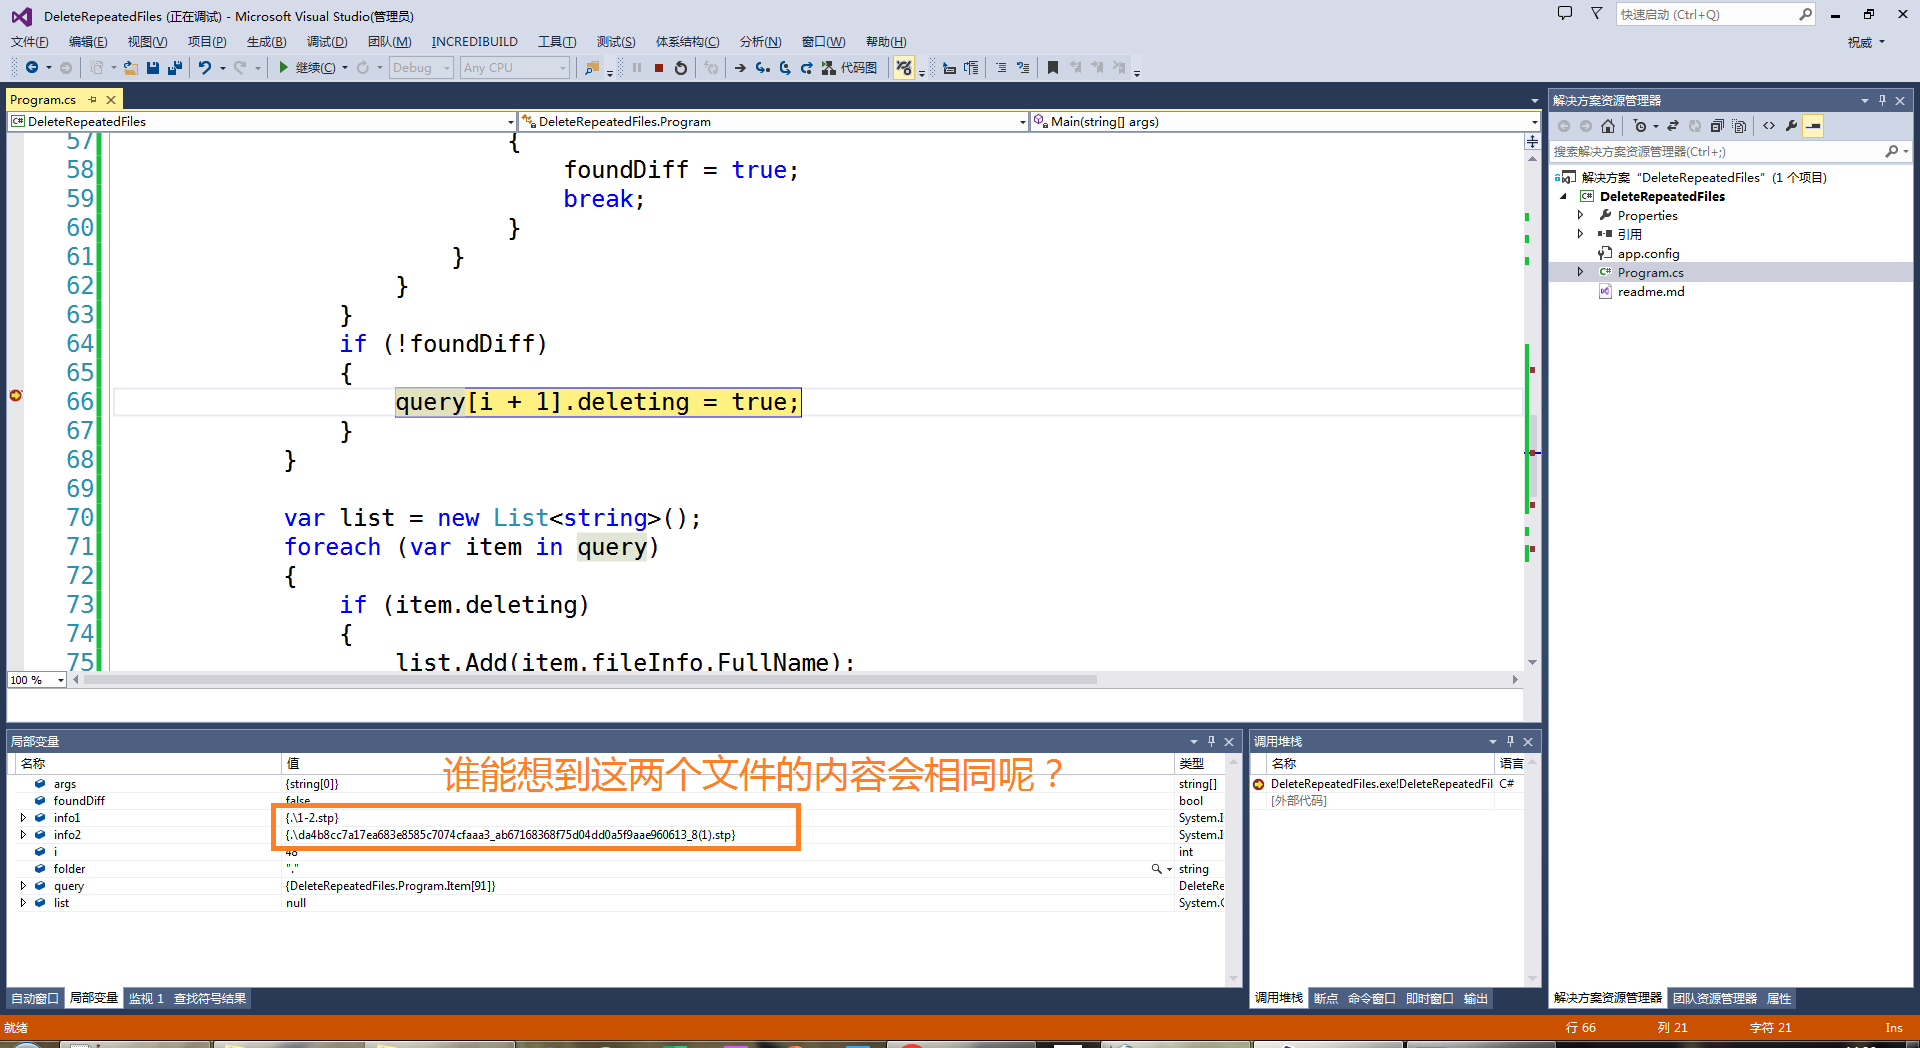 DeleteRepeatedFiles (正在调试) - Microsoft Visual Studio(管理员)
快速启动 (Ctrl+Q)
文件(F) 编辑(E) 视图(V) 项目(P) 生成(B) 调试(D) 团队(M) INCREDIBUILD 工具(T) 测试(S) 体系结构(C) 分析(N) 窗口(W) 帮助(H)
祝威
继续(C) Debug Any CPU 代码图
Program.cs
DeleteRepeatedFiles DeleteRepeatedFiles.Program Main(string[] args)
57 {
58 foundDiff = true;
59 break;
60 }
61 }
62 }
63 }
64 if (!foundDiff)
65 {
66 query[i + 1].deleting = true;
67 }
68 }
69
70 var list = new List<string>();
71 foreach (var item in query)
72 {
73 if (item.deleting)
74 {
75 list.Add(item.fileInfo.FullName);
100 %
解决方案资源管理器
搜索解决方案资源管理器(Ctrl+;)
解决方案 "DeleteRepeatedFiles" (1 个项目)
DeleteRepeatedFiles
Properties
引用
app.config
Program.cs
readme.md
局部变量
名称 值 类型
谁能想到这两个文件的内容会相同呢？
args {string[0]} string[]
foundDiff false bool
info1 {.\1-2.stp} System.I
info2 {.\da4b8cc7a17ea683e8585c7074cfaaa3_ab67168368f75d04dd0a5f9aae960613_8(1).stp} System.I
i 48 int
folder "." string
query {DeleteRepeatedFiles.Program.Item[91]} DeleteRe
list null System.C
自动窗口 局部变量 监视 1 查找符号结果
调用堆栈
名称 语言
DeleteRepeatedFiles.exe!DeleteRepeatedFil C#
[外部代码]
调用堆栈 断点 命令窗口 即时窗口 输出
解决方案资源管理器 团队资源管理器 属性
就绪 行 66 列 21 字符 21 Ins